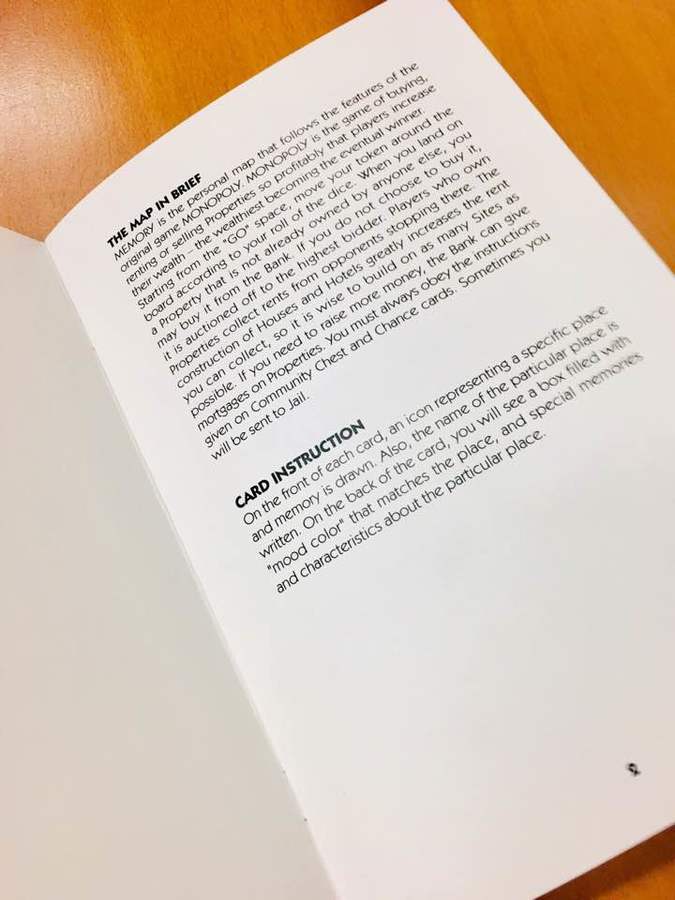 THE MAP IN BRIEF
MEMORY is the personal map that follows the features of the
original game MONOPOLY. MONOPOLY is the game of buying,
renting or selling Properties so profitably that players increase
their wealth – the wealthiest becoming the eventual winner.
Starting from the "GO" space, move your token around the
board according to your roll of the dice. When you land on
a Property that is not already owned by anyone else, you
may buy it from the Bank. If you do not choose to buy it,
it is auctioned off to the highest bidder. Players who own
Properties collect rents from opponents stopping there. The
construction of Houses and Hotels greatly increases the rent
you can collect, so it is wise to build on as many Sites as
possible. If you need to raise more money, the Bank can give
mortgages on Properties. You must always obey the instructions
given on Community Chest and Chance cards. Sometimes you
will be sent to Jail.
CARD INSTRUCTION
On the front of each card, an icon representing a specific place
and memory is drawn. Also, the name of the particular place is
written. On the back of the card, you will see a box filled with
"mood color" that matches the place, and special memories
and characteristics about the particular place.